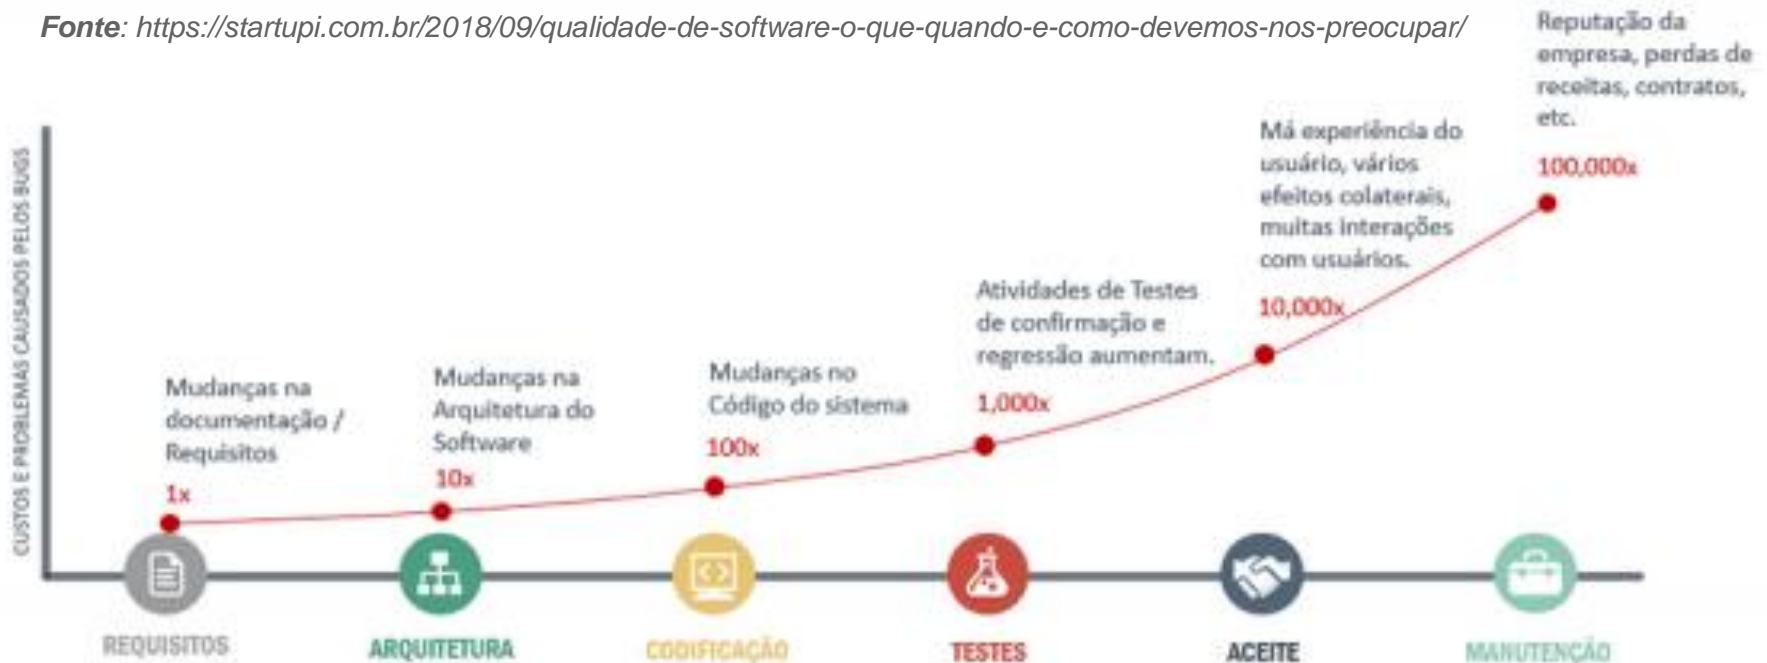 Fonte: https://startupi.com.br/2018/09/qualidade-de-software-o-que-quando-e-como-devemos-nos-preocupar/
Reputação da
empresa, perdas de
receitas, contratos,
etc.
100,000x
Má experiência do
usuário, vários
efeitos colaterais,
muitas interações
com usuários.
10,000x
Atividades de Testes
de confirmação e
regressão aumentam.
1,000x
Mudanças no
Código do sistema
100x
Mudanças na
Arquitetura do
Software
10x
Mudanças na
documentação /
Requisitos
1x
CUSTOS E PROBLEMAS CAUSADOS PELOS BUGS
REQUISITOS
ARQUITETURA
CODIFICAÇÃO
TESTES
ACEITE
MANUTENÇÃO